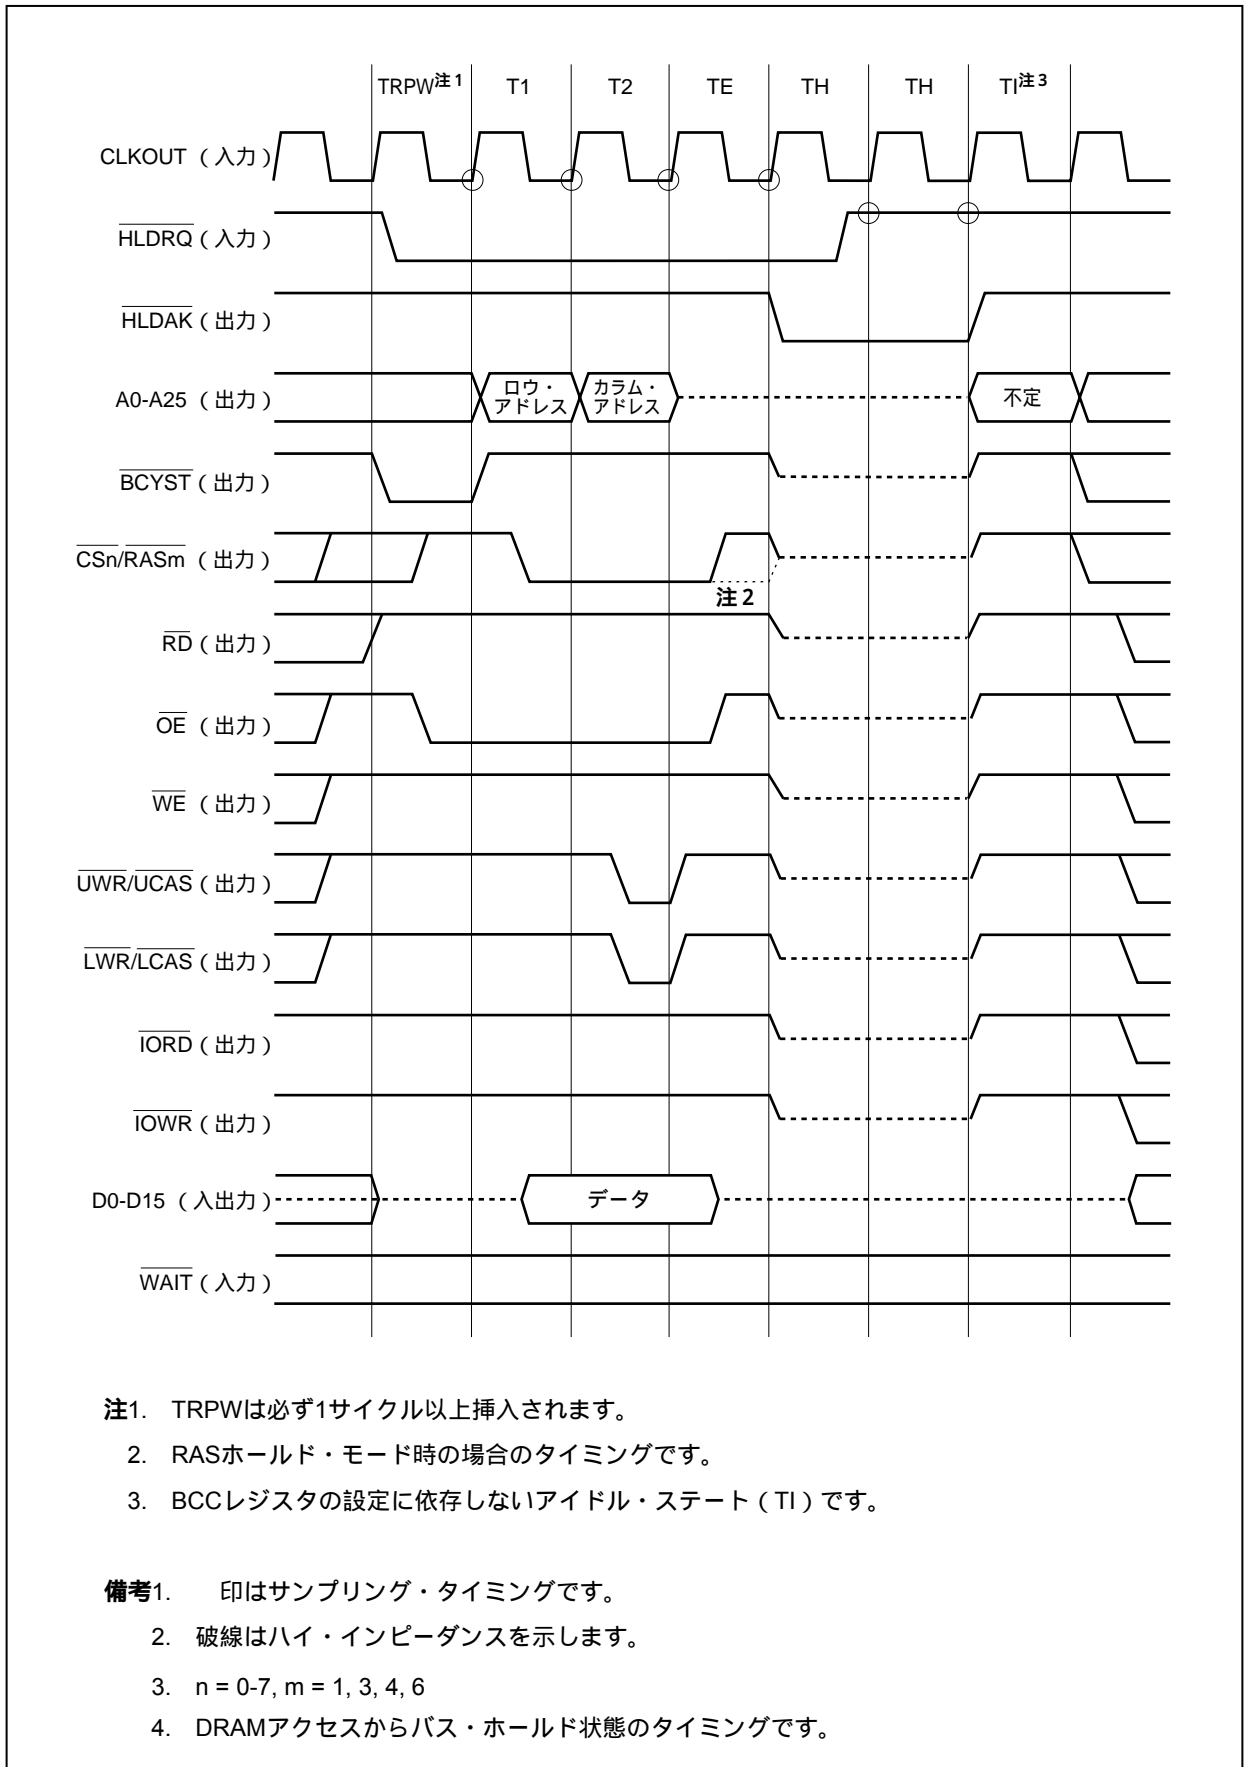 TRPW注1 T1 T2 TE TH TH TI注3
CLKOUT（入力）
HLDRQ（入力）
HLDAK（出力）
A0-A25（出力） ロウ・アドレス カラム・アドレス 不定
BCYST（出力）
CSn/RASm（出力）
注2
RD（出力）
OE（出力）
WE（出力）
UWR/UCAS（出力）
LWR/LCAS（出力）
IORD（出力）
IOWR（出力）
D0-D15（入出力） データ
WAIT（入力）
注1. TRPWは必ず1サイクル以上挿入されます。
2. RASホールド・モード時の場合のタイミングです。
3. BCCレジスタの設定に依存しないアイドル・ステート（TI）です。
備考1. 印はサンプリング・タイミングです。
2. 破線はハイ・インピーダンスを示します。
3. n = 0-7, m = 1, 3, 4, 6
4. DRAMアクセスからバス・ホールド状態のタイミングです。